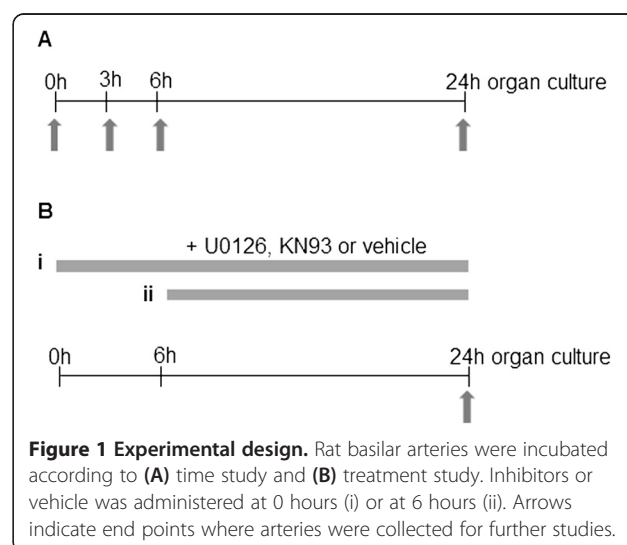 A
0h 3h 6h 24h organ culture
B
+ U0126, KN93 or vehicle
i
ii
0h 6h 24h organ culture
Figure 1 Experimental design. Rat basilar arteries were incubated
according to (A) time study and (B) treatment study. Inhibitors or
vehicle was administered at 0 hours (i) or at 6 hours (ii). Arrows
indicate end points where arteries were collected for further studies.